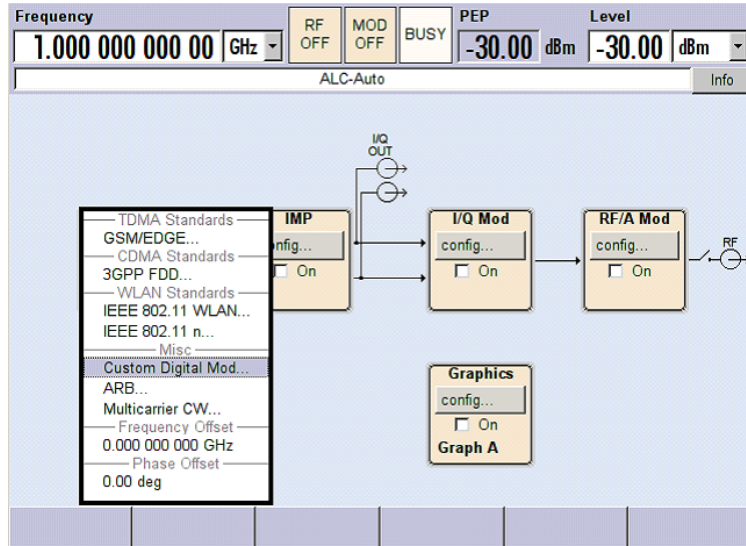 Frequency
1.000 000 000 00 GHz
RF OFF
MOD OFF
BUSY
PEP
-30.00 dBm
Level
-30.00 dBm
ALC-Auto
Info
I/Q
OUT
TDMA Standards
GSM/EDGE...
CDMA Standards
3GPP FDD...
WLAN Standards
IEEE 802.11 WLAN...
IEEE 802.11 n...
Misc
Custom Digital Mod...
ARB...
Multicarrier CW...
Frequency Offset
0.000 000 000 GHz
Phase Offset
0.00 deg
IMP
nfig...
On
I/Q Mod
config...
On
RF/A Mod
config...
On
RF
Graphics
config...
On
Graph A